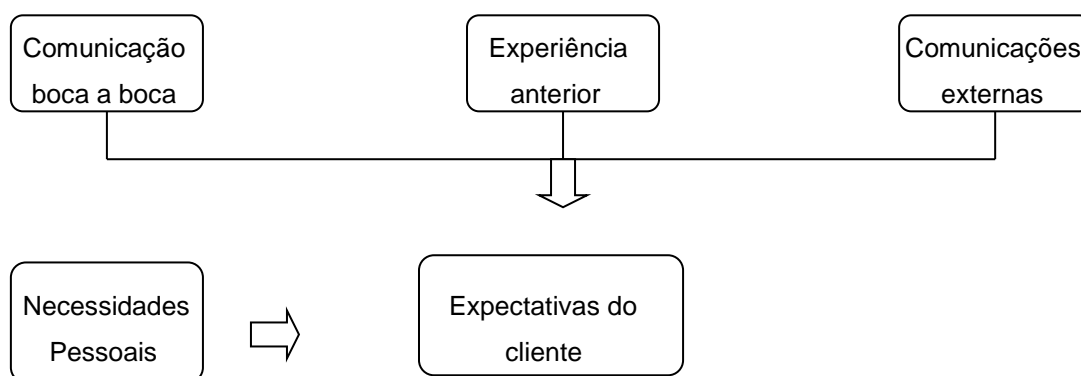 Comunicação
boca a boca
Experiência
anterior
Comunicações
externas
Necessidades
Pessoais
Expectativas do
cliente